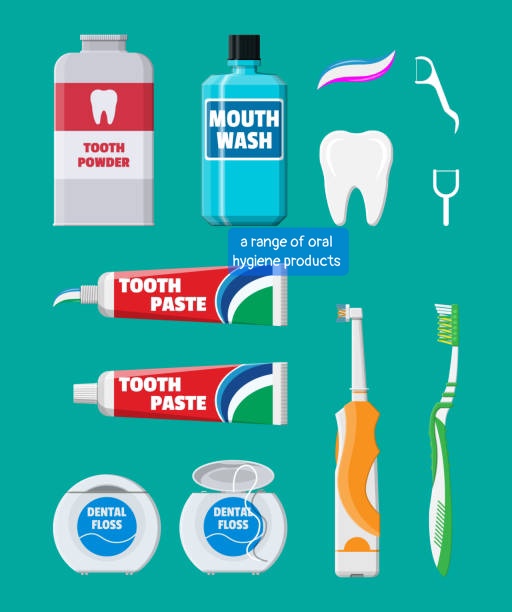 TOOTH
POWDER
MOUTH
WASH
a range of oral
hygiene products
TOOTH
PASTE
TOOTH
PASTE
DENTAL
FLOSS
DENTAL
FLOSS